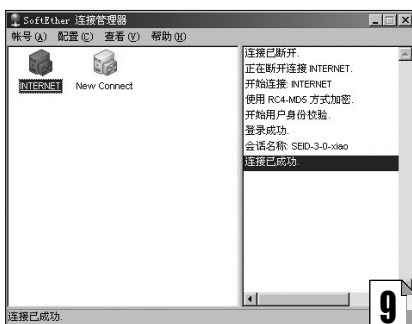 SoftEther 连接管理器
帐号(A) 配置(C) 查看(V) 帮助(H)
INTERNET
New Connect
连接已断开.
正在断开连接 INTERNET.
开始连接: INTERNET
使用 RC4-MD5 方式加密.
开始用户身份校验.
登录成功.
会话名称: SEID-3-0-xiao
连接已成功.
连接已成功.
9